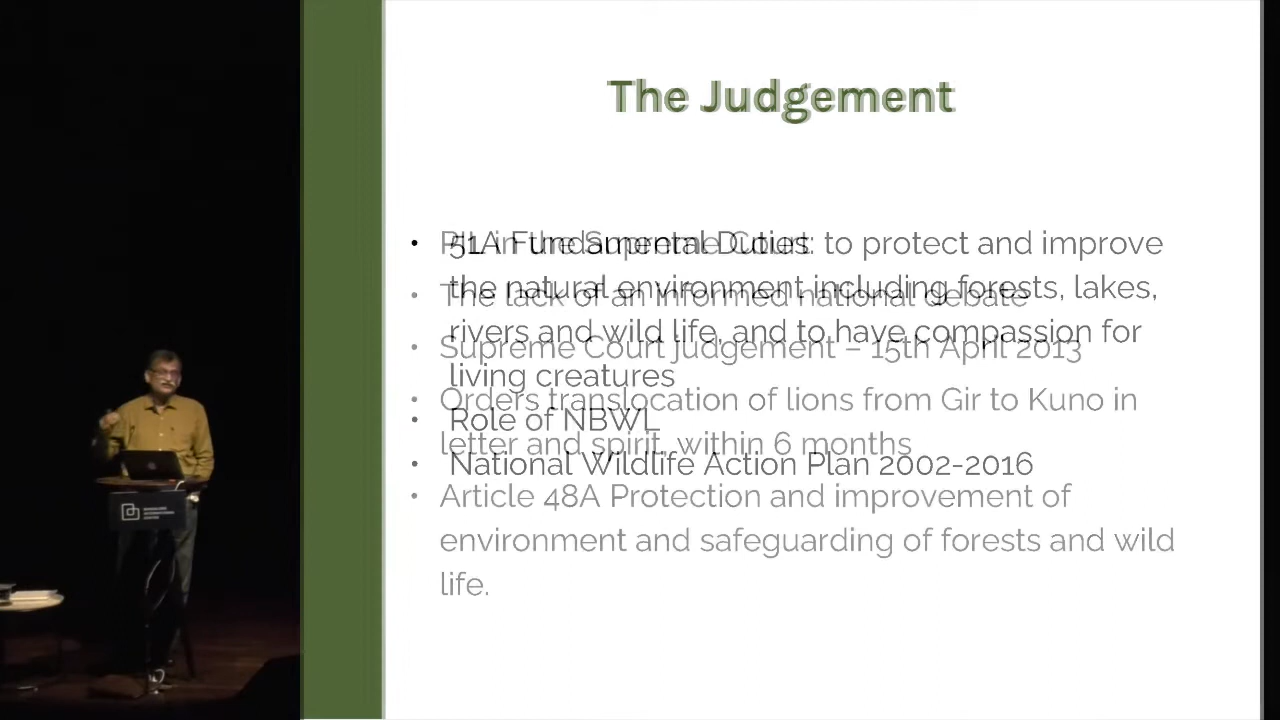 The Judgement
• PIL in the Supreme Court
• The lack of an informed national debate
• Supreme Court judgement – 15th April 2013
• Orders translocation of lions from Gir to Kuno in
letter and spirit, within 6 months
• Article 48A Protection and improvement of
environment and safeguarding of forests and wild
life.
• 51A Fundamental Duties: to protect and improve
the natural environment including forests, lakes,
rivers and wild life, and to have compassion for
living creatures
• Role of NBWL
• National Wildlife Action Plan 2002-2016
BANGALORE
INTERNATIONAL
CENTRE